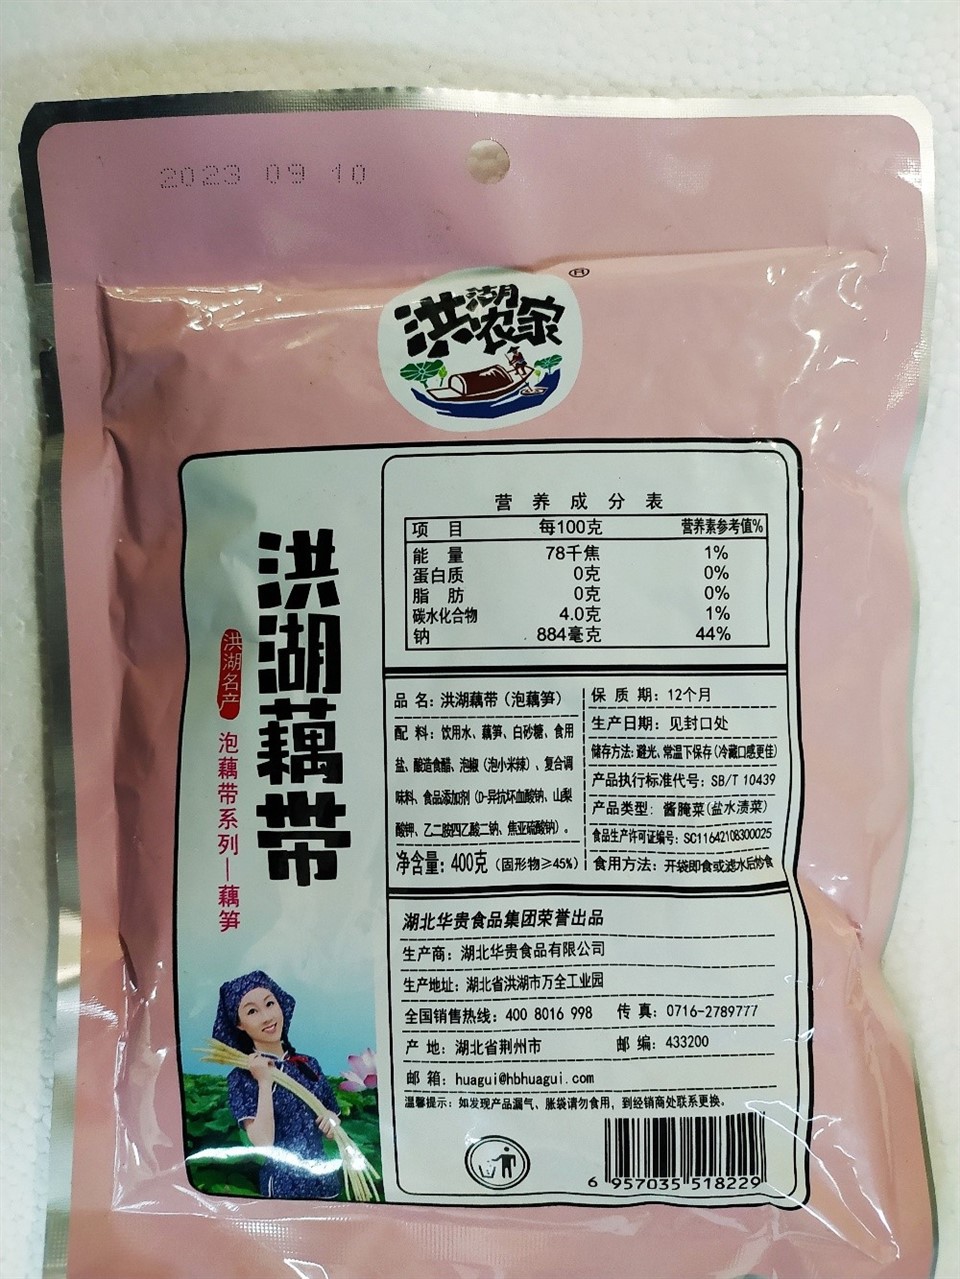 2023 09 10
洪湖农家
®
洪湖藕带
洪湖名产
泡藕带系列—藕笋
营养成分表
项 目 每100克 营养素参考值%
能 量 78千焦 1%
蛋白质 0克 0%
脂 肪 0克 0%
碳水化合物 4.0克 1%
钠 884毫克 44%
品 名：洪湖藕带（泡藕笋）
配 料：饮用水、藕笋、白砂糖、食用
盐、酿造食醋、泡椒（泡小米辣）、复合调
味料、食品添加剂（D-异抗坏血酸钠、山梨
酸钾、乙二胺四乙酸二钠、焦亚硫酸钠）。
净含量：400克（固形物≥45%）
保 质 期：12个月
生产日期：见封口处
储存方法：避光、常温下保存（冷藏口感更佳）
产品执行标准代号：SB/T 10439
产品类型：酱腌菜（盐水渍菜）
食品生产许可证编号：SC11642108300025
食用方法：开袋即食或滤水后炒食
湖北华贵食品集团荣誉出品
生产商：湖北华贵食品有限公司
生产地址：湖北省洪湖市万全工业园
全国销售热线：400 8016 998 传 真：0716-2789777
产 地：湖北省荆州市 邮 编：433200
邮 箱：huagui@hbhuagui.com
温馨提示：如发现产品漏气、胀袋请勿食用，到经销商处联系更换。
6 957035 518229